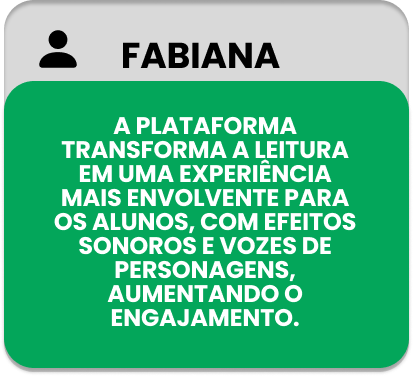 FABIANA
A PLATAFORMA
TRANSFORMA A LEITURA
EM UMA EXPERIÊNCIA
MAIS ENVOLVENTE PARA
OS ALUNOS, COM EFEITOS
SONOROS E VOZES DE
PERSONAGENS,
AUMENTANDO O
ENGAJAMENTO.